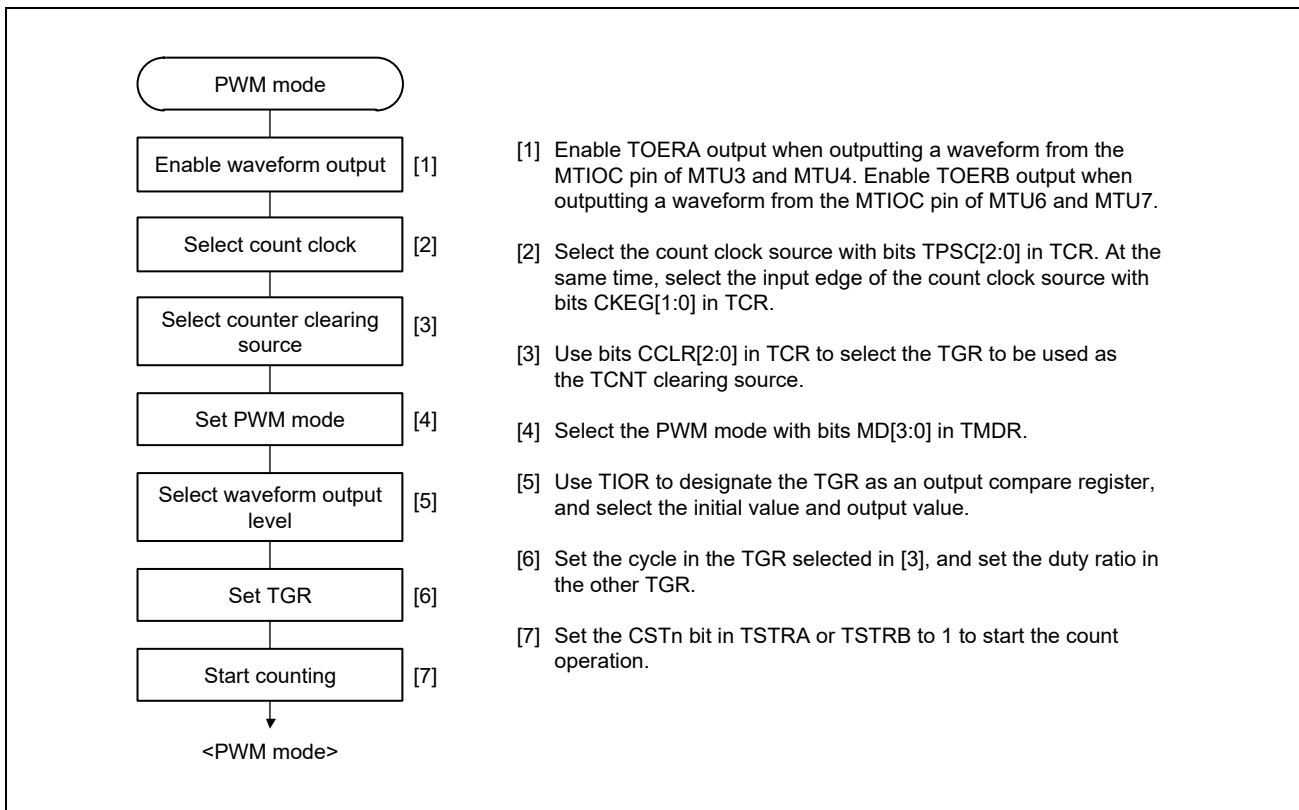 PWM mode
Enable waveform output [1]
Select count clock [2]
Select counter clearing
source
[3]
Set PWM mode [4]
Select waveform output
level
[5]
Set TGR [6]
Start counting [7]
<PWM mode>
[1] Enable TOERA output when outputting a waveform from the
MTIOC pin of MTU3 and MTU4. Enable TOERB output when
outputting a waveform from the MTIOC pin of MTU6 and MTU7.
[2] Select the count clock source with bits TPSC[2:0] in TCR. At the
same time, select the input edge of the count clock source with
bits CKEG[1:0] in TCR.
[3] Use bits CCLR[2:0] in TCR to select the TGR to be used as
the TCNT clearing source.
[4] Select the PWM mode with bits MD[3:0] in TMDR.
[5] Use TIOR to designate the TGR as an output compare register,
and select the initial value and output value.
[6] Set the cycle in the TGR selected in [3], and set the duty ratio in
the other TGR.
[7] Set the CSTn bit in TSTRA or TSTRB to 1 to start the count
operation.